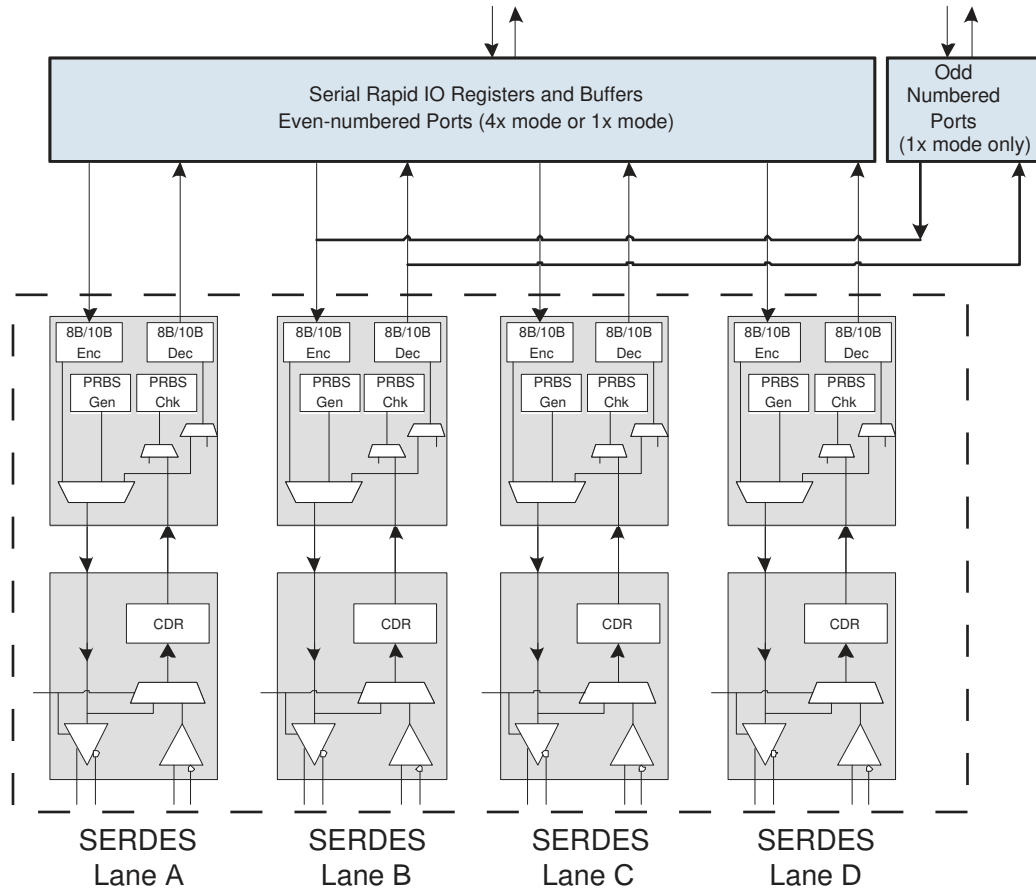 Serial Rapid IO Registers and Buffers
Even-numbered Ports (4x mode or 1x mode)
Odd
Numbered
Ports
(1x mode only)
8B/10B
Enc
8B/10B
Dec
PRBS
Gen
PRBS
Chk
8B/10B
Enc
8B/10B
Dec
PRBS
Gen
PRBS
Chk
8B/10B
Enc
8B/10B
Dec
PRBS
Gen
PRBS
Chk
8B/10B
Enc
8B/10B
Dec
PRBS
Gen
PRBS
Chk
CDR
CDR
CDR
CDR
SERDES
Lane A
SERDES
Lane B
SERDES
Lane C
SERDES
Lane D